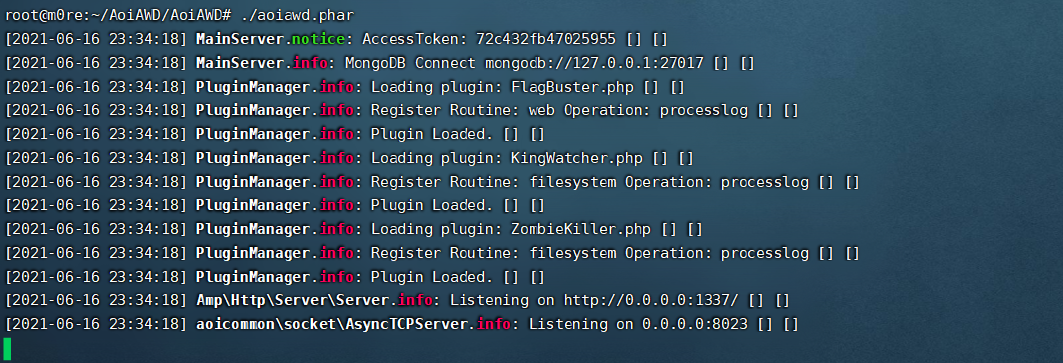 root@m0re:~/AoiAWD/AoiAWD# ./aoiawd.phar
[2021-06-16 23:34:18] MainServer.notice: AccessToken: 72c432fb47025955 [] []
[2021-06-16 23:34:18] MainServer.info: MongoDB Connect mongodb://127.0.0.1:27017 [] []
[2021-06-16 23:34:18] PluginManager.info: Loading plugin: FlagBuster.php [] []
[2021-06-16 23:34:18] PluginManager.info: Register Routine: web Operation: processlog [] []
[2021-06-16 23:34:18] PluginManager.info: Plugin Loaded. [] []
[2021-06-16 23:34:18] PluginManager.info: Loading plugin: KingWatcher.php [] []
[2021-06-16 23:34:18] PluginManager.info: Register Routine: filesystem Operation: processlog [] []
[2021-06-16 23:34:18] PluginManager.info: Plugin Loaded. [] []
[2021-06-16 23:34:18] PluginManager.info: Loading plugin: ZombieKiller.php [] []
[2021-06-16 23:34:18] PluginManager.info: Register Routine: filesystem Operation: processlog [] []
[2021-06-16 23:34:18] PluginManager.info: Plugin Loaded. [] []
[2021-06-16 23:34:18] Amp\Http\Server\Server.info: Listening on http://0.0.0.0:1337/ [] []
[2021-06-16 23:34:18] aoicommon\socket\AsyncTCPServer.info: Listening on 0.0.0.0:8023 [] []